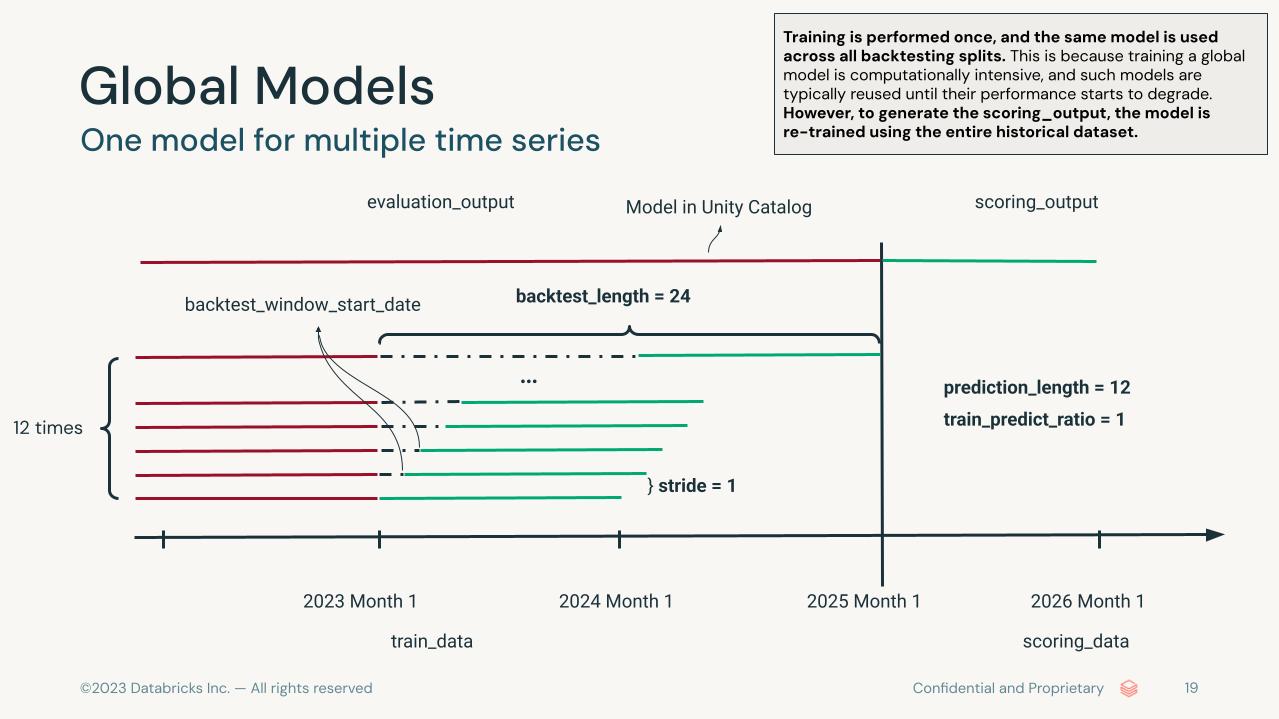 Training is performed once, and the same model is used
across all backtesting splits. This is because training a global
model is computationally intensive, and such models are
typically reused until their performance starts to degrade.
However, to generate the scoring_output, the model is
re-trained using the entire historical dataset.
Global Models
One model for multiple time series
evaluation_output
Model in Unity Catalog
scoring_output
backtest_window_start_date
backtest_length = 24
...
prediction_length = 12
train_predict_ratio = 1
12 times
} stride = 1
2023 Month 1
2024 Month 1
2025 Month 1
2026 Month 1
train_data
scoring_data
©2023 Databricks Inc. — All rights reserved
Confidential and Proprietary
19